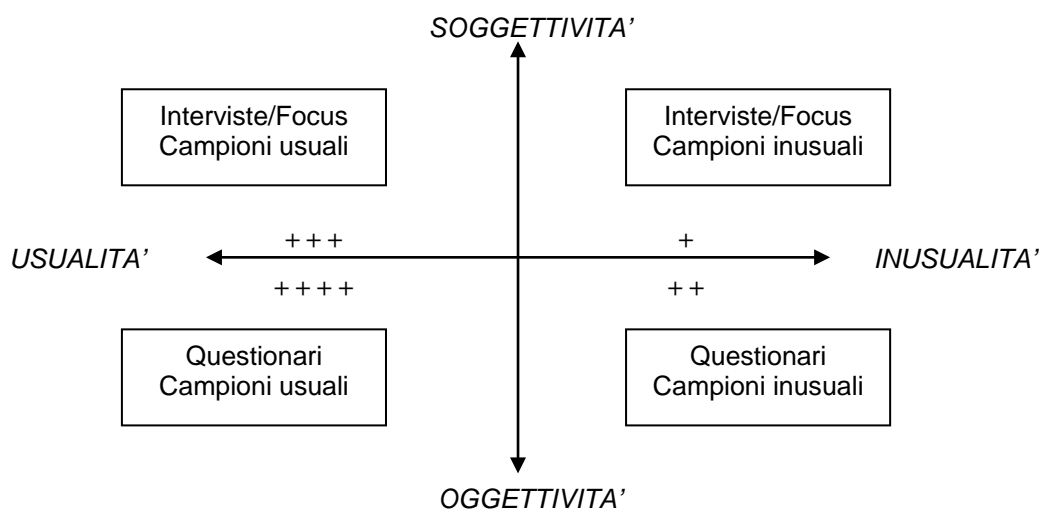 SOGGETTIVITA’
Interviste/Focus
Campioni usuali
Interviste/Focus
Campioni inusuali
+++
+
USUALITA’
INUSUALITA’
++++
++
Questionari
Campioni usuali
Questionari
Campioni inusuali
OGGETTIVITA’